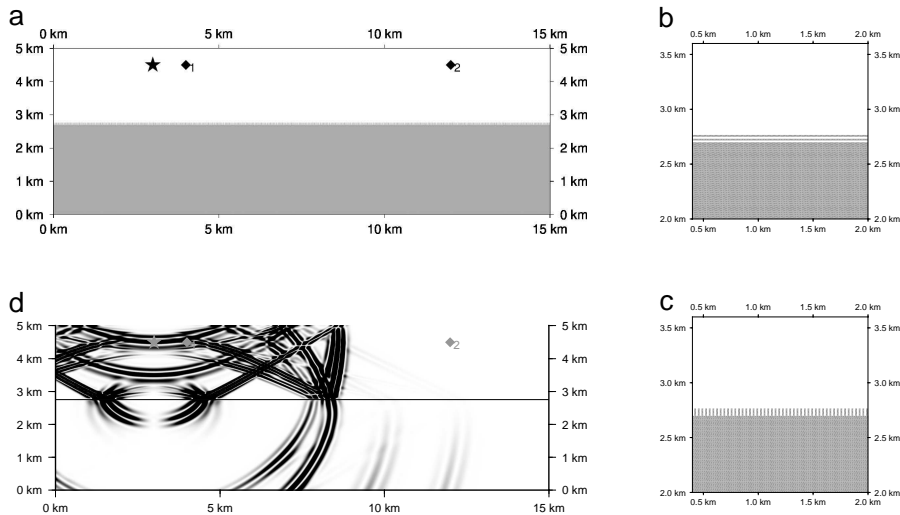 a
0 km 5 km 10 km 15 km
5 km 5 km
4 km 4 km
3 km 3 km
2 km 2 km
1 km 1 km
0 km 0 km
0 km 5 km 10 km 15 km
1
2
b
0.5 km 1.0 km 1.5 km 2.0 km
3.5 km 3.5 km
3.0 km 3.0 km
2.5 km 2.5 km
2.0 km 2.0 km
0.5 km 1.0 km 1.5 km 2.0 km
d
5 km 5 km
4 km 4 km
3 km 3 km
2 km 2 km
1 km 1 km
0 km 0 km
0 km 5 km 10 km 15 km
2
c
0.5 km 1.0 km 1.5 km 2.0 km
3.5 km 3.5 km
3.0 km 3.0 km
2.5 km 2.5 km
2.0 km 2.0 km
0.5 km 1.0 km 1.5 km 2.0 km